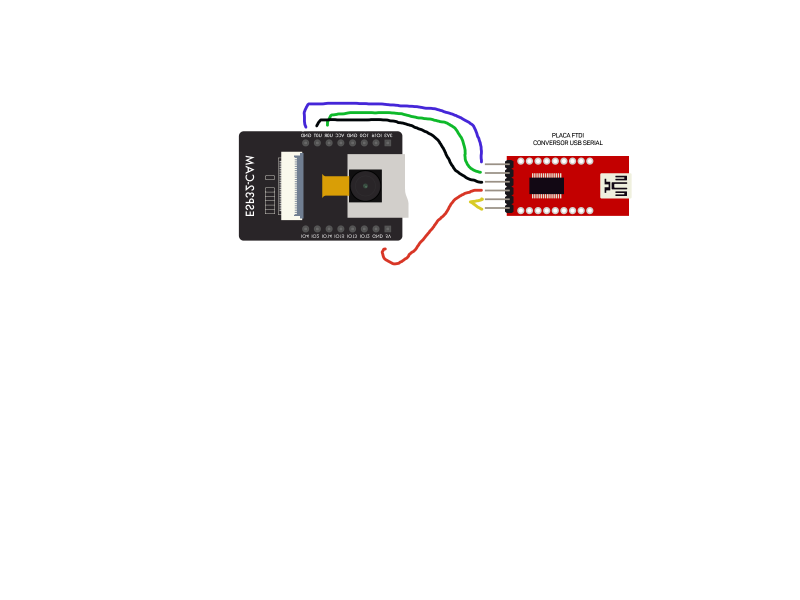 PLACA FTDI
CONVERSOR USB SERIAL
GND U0T U0R VCC GND IO0 IO16 3V3
ESP32-CAM
IO4 IO2 IO14 IO15 IO13 IO12 GND 5V